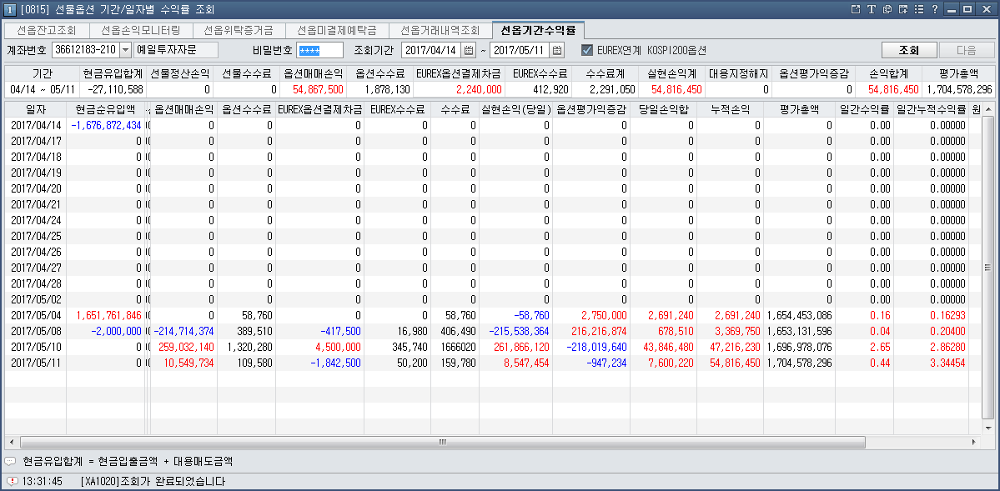 1 [0815] 선물옵션 기간/일자별 수익률 조회
선옵잔고조회 선옵손익모니터링 선옵위탁증거금 선옵미결제예탁금 선옵거래내역조회 선옵기간수익률
계좌번호 36612183-210 예일투자자문 비밀번호 **** 조회기간 2017/04/14 ~ 2017/05/11 EUREX연계 KOSPI200옵션 조회 다음
기간 현금유입합계 선물정산손익 선물수수료 옵션매매손익 옵션수수료 EUREX옵션결제차금 EUREX수수료 수수료계 실현손익계 대용지정해지 옵션평가익증감 손익합계 평가총액
04/14 ~ 05/11 -27,110,588 0 0 54,867,500 1,878,130 2,240,000 412,920 2,291,050 54,816,450 0 0 54,816,450 1,704,578,296
일자 현금순유입액 옵션매매손익 옵션수수료 EUREX옵션결제차금 EUREX수수료 수수료 실현손익(당일) 옵션평가익증감 당일손익합 누적손익 평가총액 일간수익률 일간누적수익률 원
2017/04/14 -1,676,872,434 0 0 0 0 0 0 0 0 0 0 0.00 0.00000
2017/04/17 0 0 0 0 0 0 0 0 0 0 0 0.00 0.00000
2017/04/18 0 0 0 0 0 0 0 0 0 0 0 0.00 0.00000
2017/04/19 0 0 0 0 0 0 0 0 0 0 0 0.00 0.00000
2017/04/20 0 0 0 0 0 0 0 0 0 0 0 0.00 0.00000
2017/04/21 0 0 0 0 0 0 0 0 0 0 0 0.00 0.00000
2017/04/24 0 0 0 0 0 0 0 0 0 0 0 0.00 0.00000
2017/04/25 0 0 0 0 0 0 0 0 0 0 0 0.00 0.00000
2017/04/26 0 0 0 0 0 0 0 0 0 0 0 0.00 0.00000
2017/04/27 0 0 0 0 0 0 0 0 0 0 0 0.00 0.00000
2017/04/28 0 0 0 0 0 0 0 0 0 0 0 0.00 0.00000
2017/05/02 0 0 0 0 0 0 0 0 0 0 0 0.00 0.00000
2017/05/04 1,651,761,846 0 58,760 0 0 58,760 -58,760 2,750,000 2,691,240 2,691,240 1,654,453,086 0.16 0.16293
2017/05/08 -2,000,000 -214,714,374 389,510 -417,500 16,980 406,490 -215,538,364 216,216,874 678,510 3,369,750 1,653,131,596 0.04 0.20400
2017/05/10 0 259,032,140 1,320,280 4,500,000 345,740 1666020 261,866,120 -218,019,640 43,846,480 47,216,230 1,696,978,076 2.65 2.86280
2017/05/11 0 10,549,734 109,580 -1,842,500 50,200 159,780 8,547,454 -947,234 7,600,220 54,816,450 1,704,578,296 0.44 3.34454
현금유입합계 = 현금입출금액 + 대용매도금액
13:31:45 [XA1020]조회가 완료되었습니다